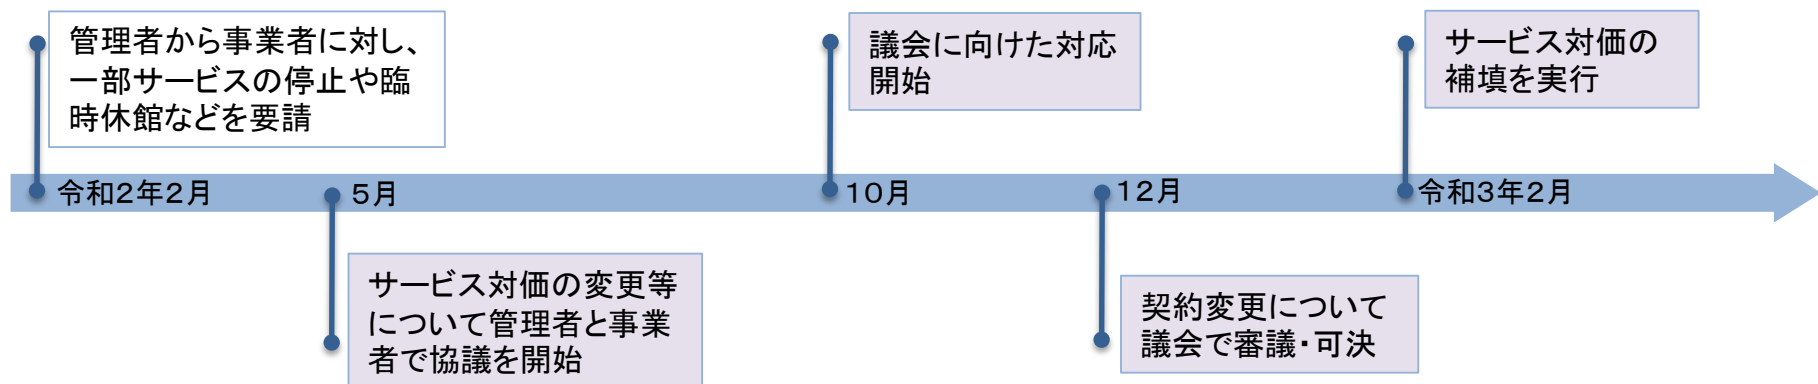 管理者から事業者に対し、
一部サービスの停止や臨
時休館などを要請
議会に向けた対応
開始
サービス対価の
補填を実行
令和2年2月
5月
10月
12月
令和3年2月
サービス対価の変更等
について管理者と事業
者で協議を開始
契約変更について
議会で審議・可決